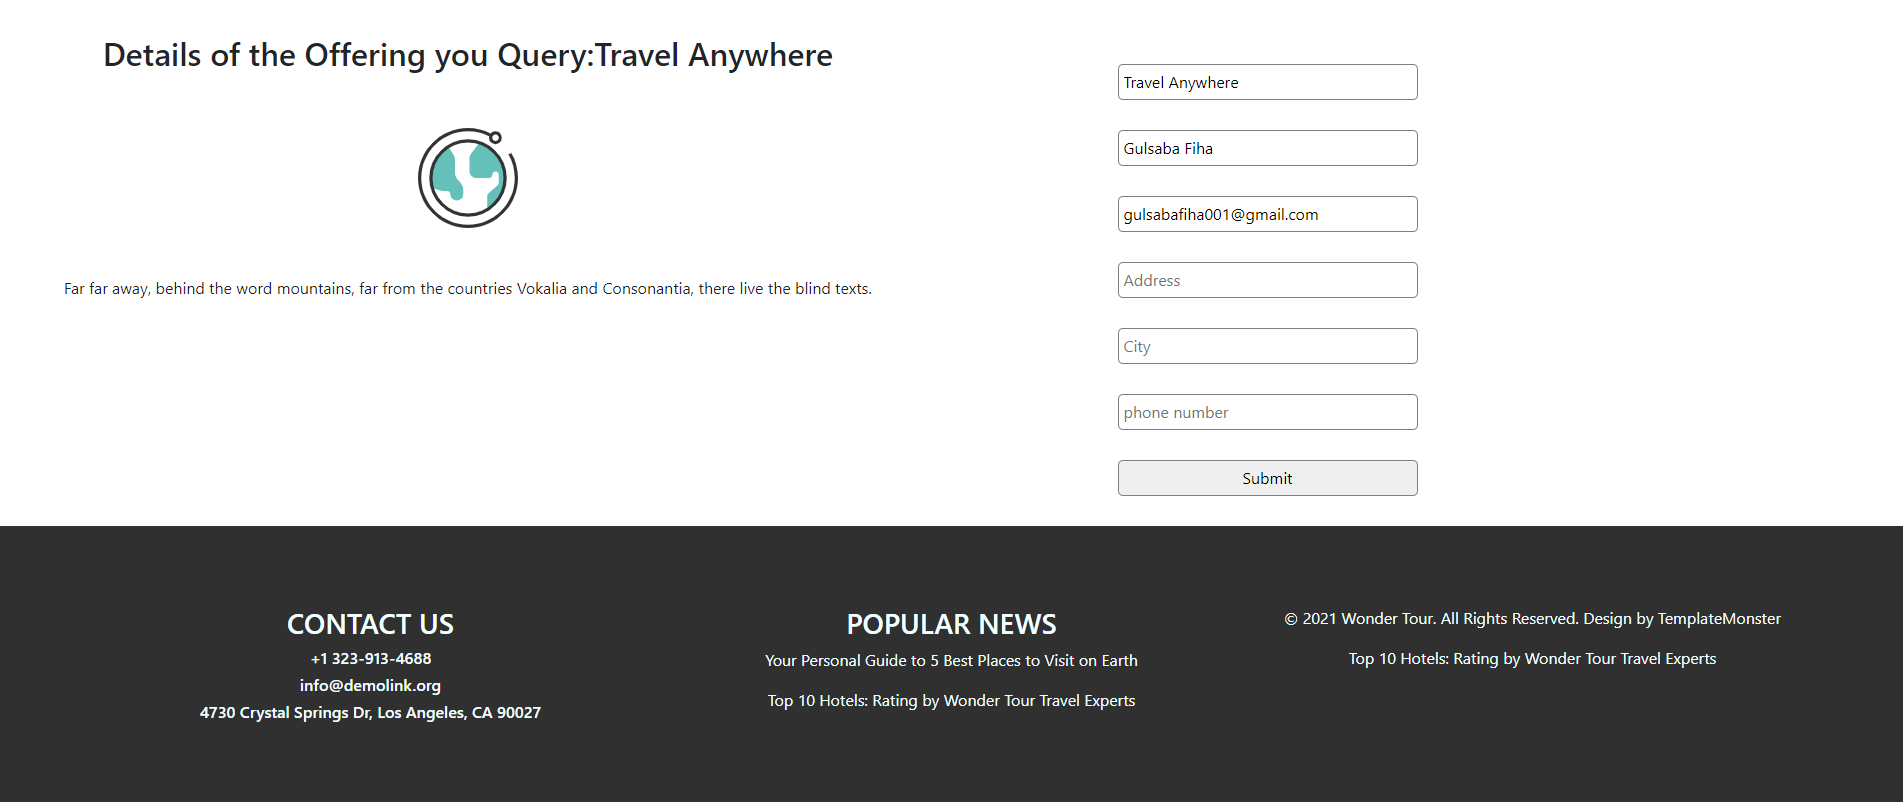 Details of the Offering you Query:Travel Anywhere
Far far away, behind the word mountains, far from the countries Vokalia and Consonantia, there live the blind texts.
Travel Anywhere
Gulsaba Fiha
gulsabafiha001@gmail.com
Address
City
phone number
Submit
CONTACT US
+1 323-913-4688
info@demolink.org
4730 Crystal Springs Dr, Los Angeles, CA 90027
POPULAR NEWS
Your Personal Guide to 5 Best Places to Visit on Earth
Top 10 Hotels: Rating by Wonder Tour Travel Experts
© 2021 Wonder Tour. All Rights Reserved. Design by TemplateMonster
Top 10 Hotels: Rating by Wonder Tour Travel Experts